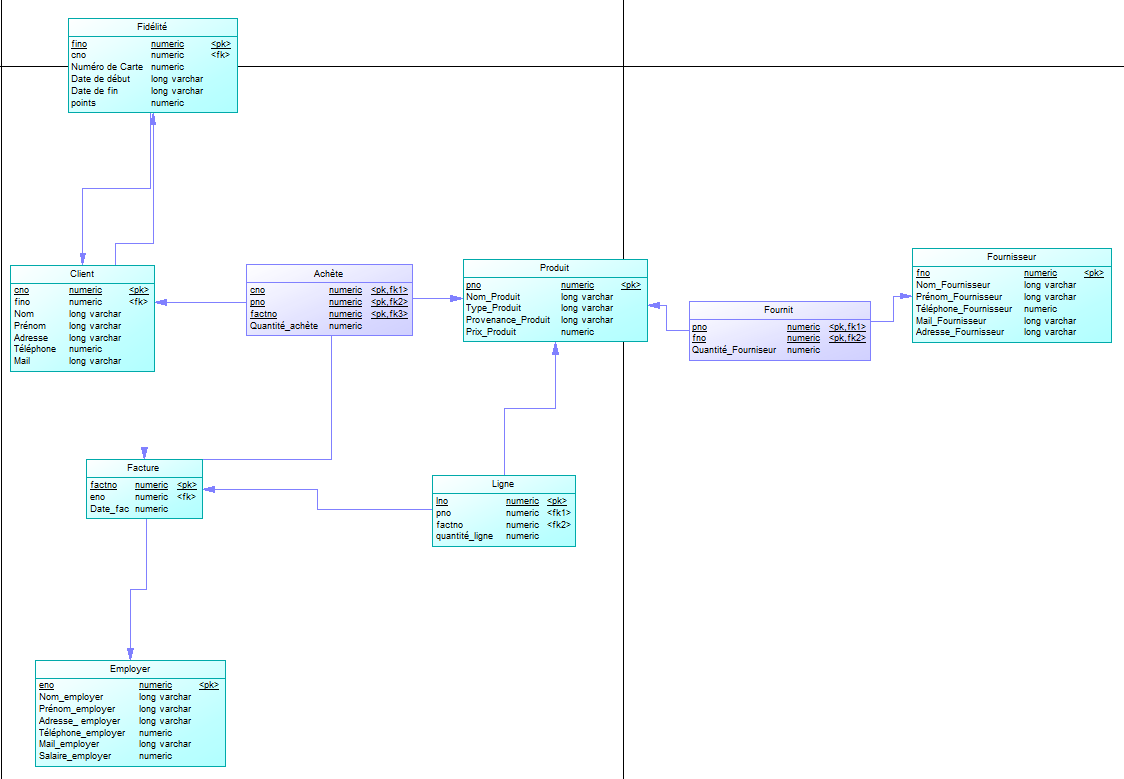 Fidélité
fino numeric <pk>
cno numeric <fk>
Numéro de Carte numeric
Date de début long varchar
Date de fin long varchar
points numeric
Client
cno numeric <pk>
fino numeric <fk>
Nom long varchar
Prénom long varchar
Adresse long varchar
Téléphone numeric
Mail long varchar
Achète
cno numeric <pk,fk1>
pno numeric <pk,fk2>
factno numeric <pk,fk3>
Quantité_achète numeric
Produit
pno numeric <pk>
Nom_Produit long varchar
Type_Produit long varchar
Provenance_Produit long varchar
Prix_Produit numeric
Fournit
pno numeric <pk,fk1>
fno numeric <pk,fk2>
Quantité_Fourniseur numeric
Fournisseur
fno numeric <pk>
Nom_Fournisseur long varchar
Prénom_Fournisseur long varchar
Téléphone_Fournisseur numeric
Mail_Fournisseur long varchar
Adresse_Fournisseur long varchar
Facture
factno numeric <pk>
eno numeric <fk>
Date_fac numeric
Ligne
lno numeric <pk>
pno numeric <fk1>
factno numeric <fk2>
quantité_ligne numeric
Employer
eno numeric <pk>
Nom_employer long varchar
Prénom_employer long varchar
Adresse_ employer long varchar
Téléphone_employer numeric
Mail_employer long varchar
Salaire_employer numeric